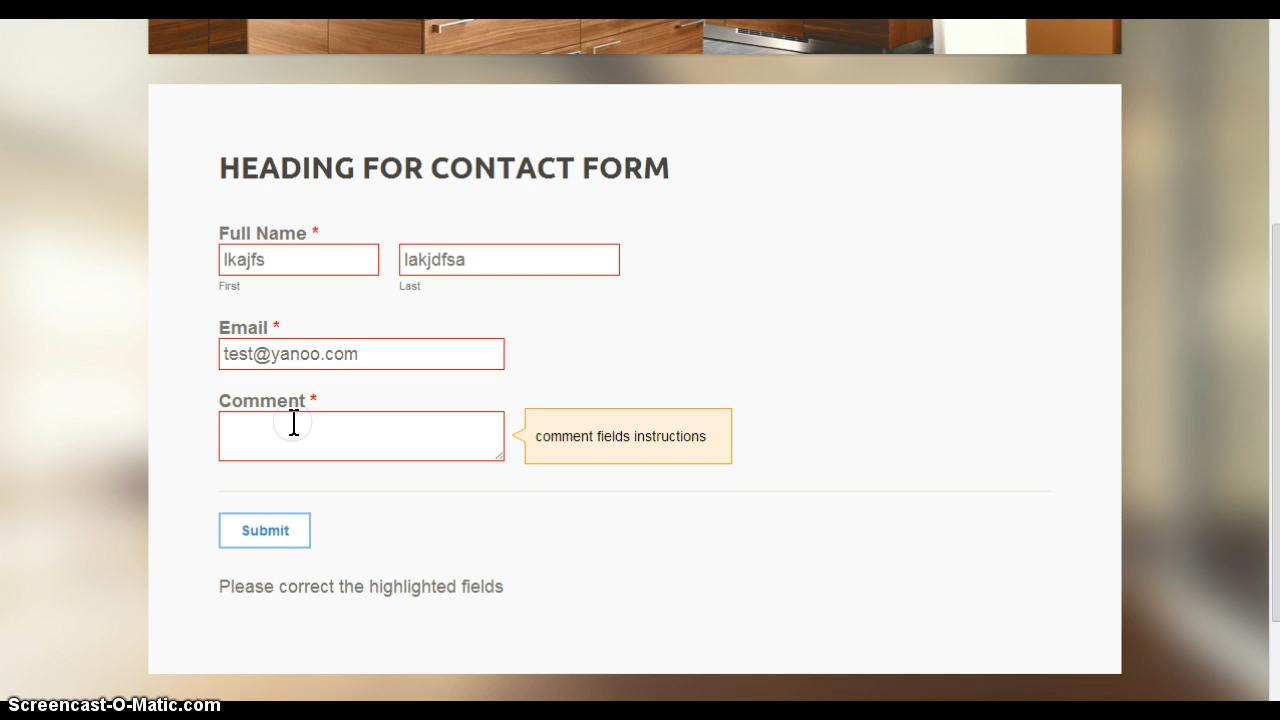 HEADING FOR CONTACT FORM
Full Name *
lkajfs lakjdfsa
First Last
Email *
test@yanoo.com
Comment *
comment fields instructions
Submit
Please correct the highlighted fields
Screencast-O-Matic.com